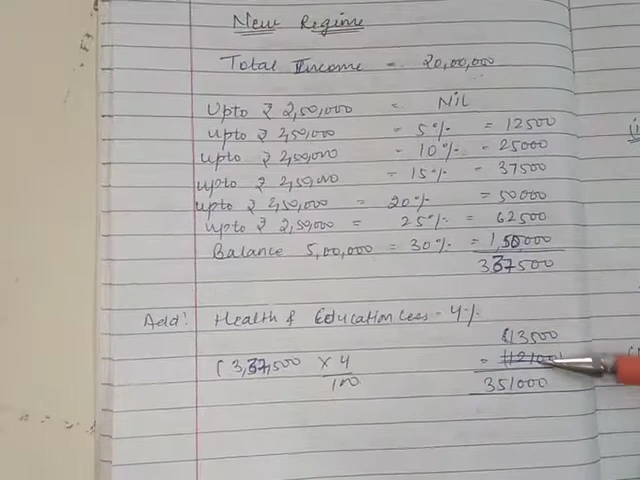 New Regime
Total Income = 20,00,000
Upto ₹ 2,50,000 = Nil
upto ₹ 2,50,000 - 5% = 12500
upto ₹ 2,50,000 - 10% - 25000
upto ₹ 2,50,000 - 15% - 37500
upto ₹ 2,50,000 = 20% = 50000
upto ₹ 2,50,000 = 25% = 62500
Balance 5,00,000 = 30% = 1,50000
337500
Add: Health & Education Cess - 4%
13500
(3,37,500 × 4 =
100 351000